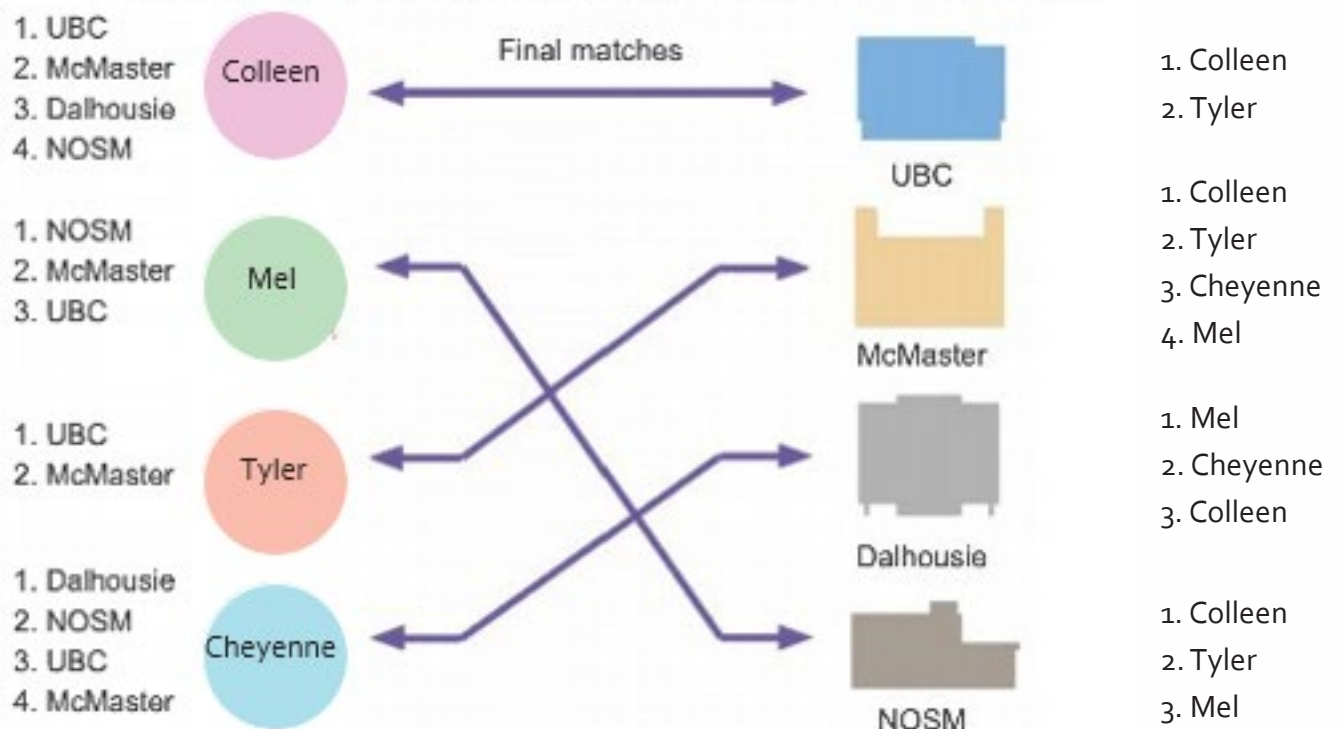 1. UBC
2. McMaster
3. Dalhousie
4. NOSM
Colleen
Final matches
UBC
1. Colleen
2. Tyler
1. NOSM
2. McMaster
3. UBC
Mel
McMaster
1. Colleen
2. Tyler
3. Cheyenne
4. Mel
1. UBC
2. McMaster
Tyler
Dalhousie
1. Mel
2. Cheyenne
3. Colleen
1. Dalhousie
2. NOSM
3. UBC
4. McMaster
Cheyenne
NOSM
1. Colleen
2. Tyler
3. Mel